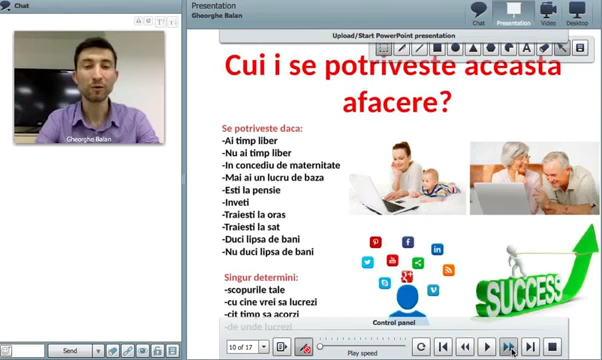 Chat
Presentation
Gheorghe Balan
Chat
Presentation
Video
Desktop
Upload/Start PowerPoint presentation
Gheorghe Balan
Cui i se potriveste aceasta
afacere?
Se potriveste daca:
-Ai timp liber
-Nu ai timp liber
-In concediu de maternitate
-Mai ai un lucru de baza
-Esti la pensie
-Inveti
-Traiesti la oras
-Traiesti la sat
-Duci lipsa de bani
-Nu duci lipsa de bani
Singur determini:
-scopurile tale
-cu cine vrei sa lucrezi
-cit timp sa acorzi
-de unde lucrezi
SUCCESS
Control panel
10 of 17
Play speed